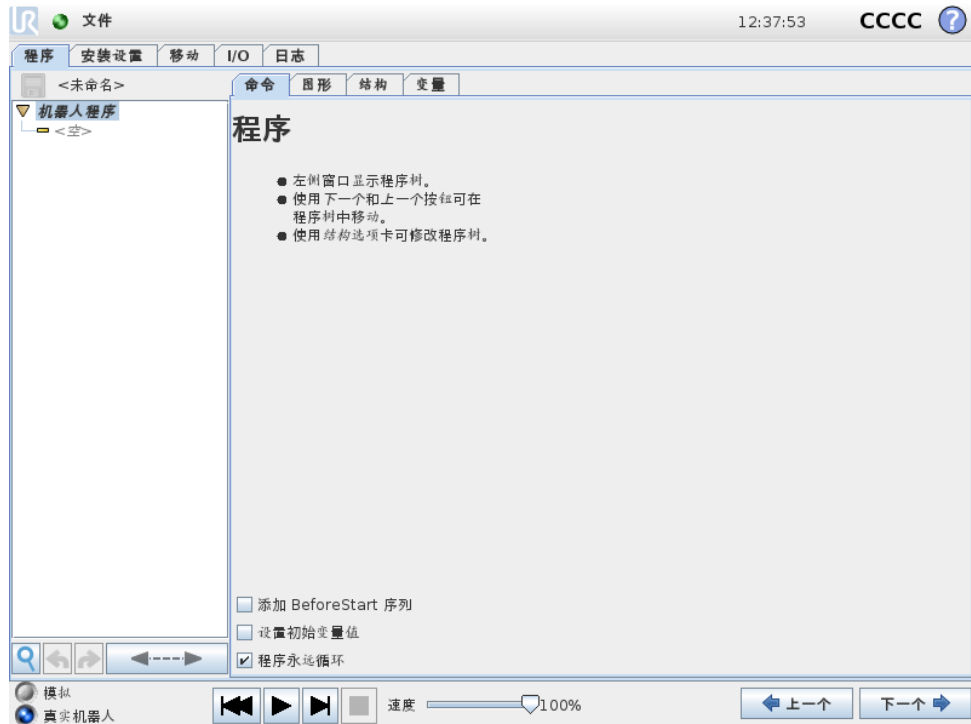 UR 文件 12:37:53 CCCC ?
程序 安装设置 移动 I/O 日志
<未命名> 命令 图形 结构 变量
机器人程序
<空>
程序
左侧窗口显示程序树。
使用下一个和上一个按钮可在
程序树中移动。
使用结构选项卡可修改程序树。
添加 BeforeStart 序列
设置初始变量值
程序永远循环
模拟
真实机器人
速度 100% 上一个 下一个